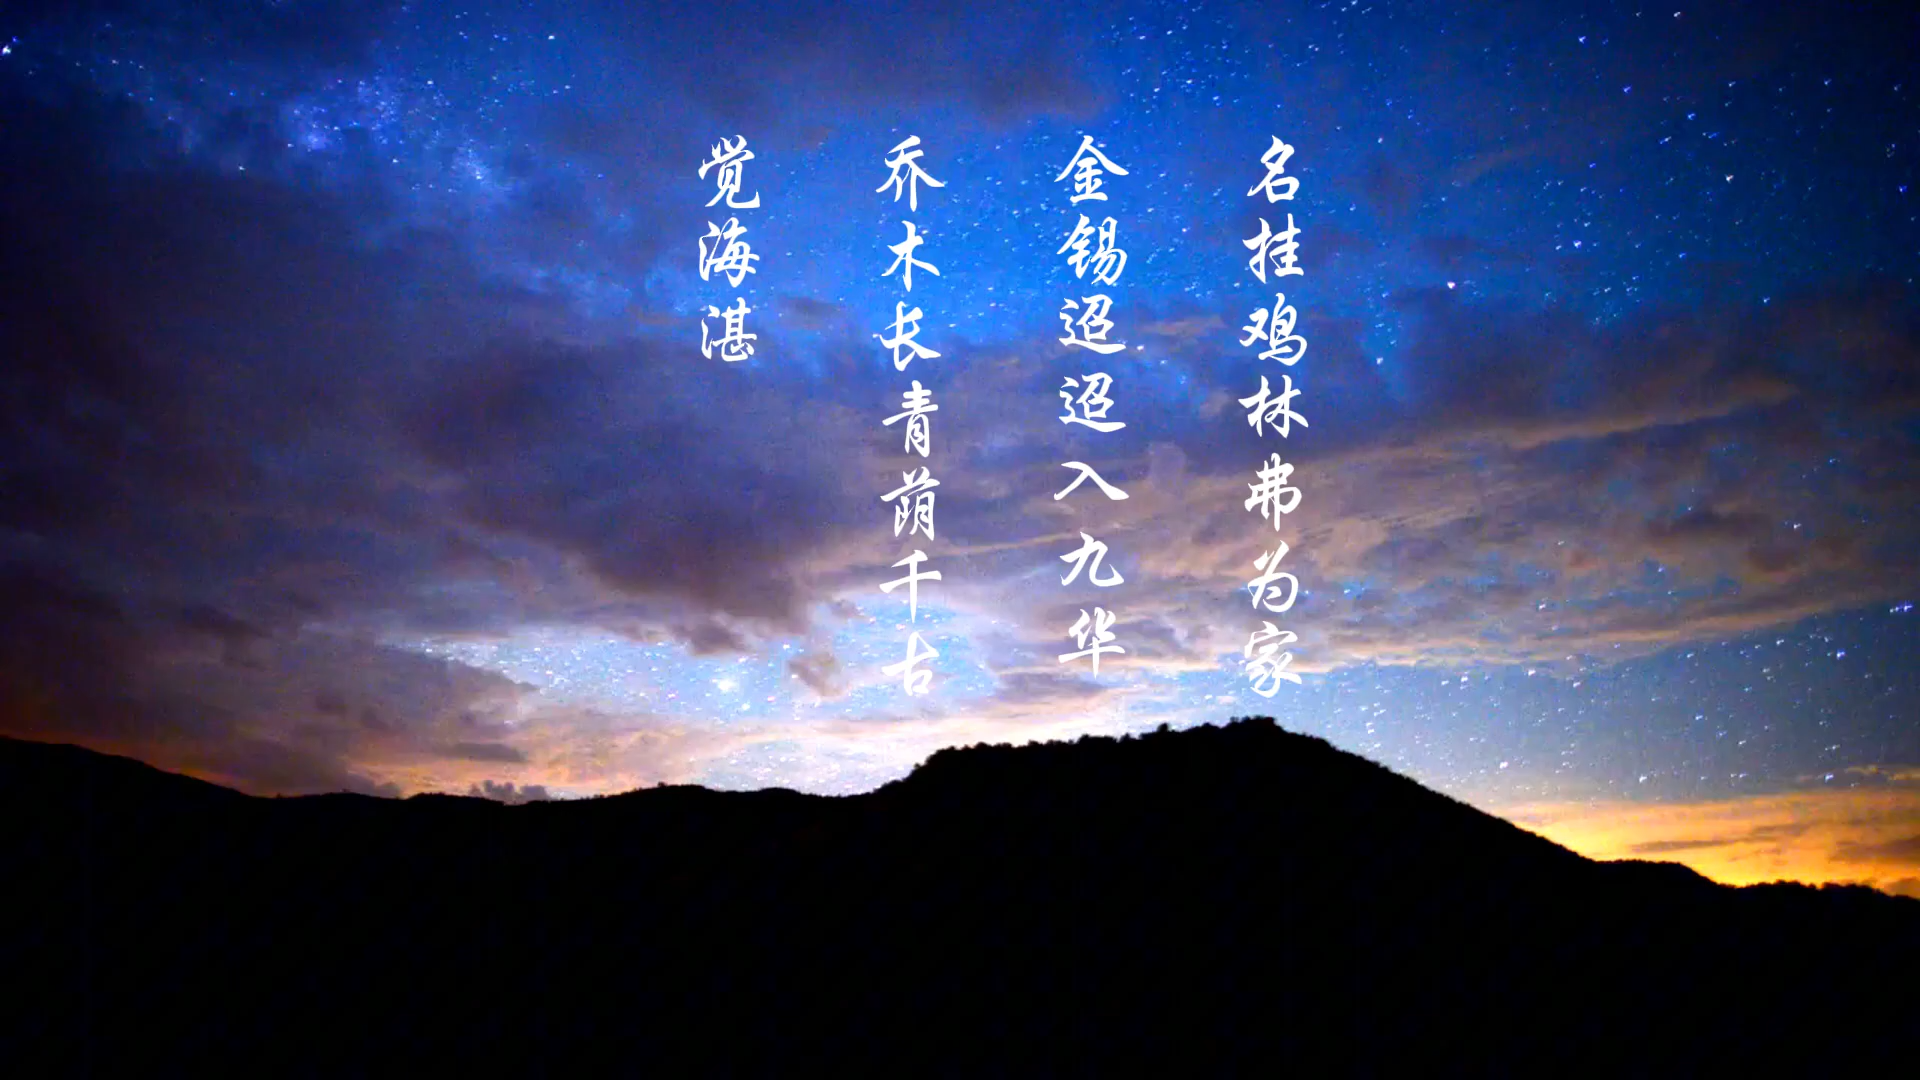 名挂鸡林弗为家
金锡迢迢入九华
乔木长青荫千古
觉海湛